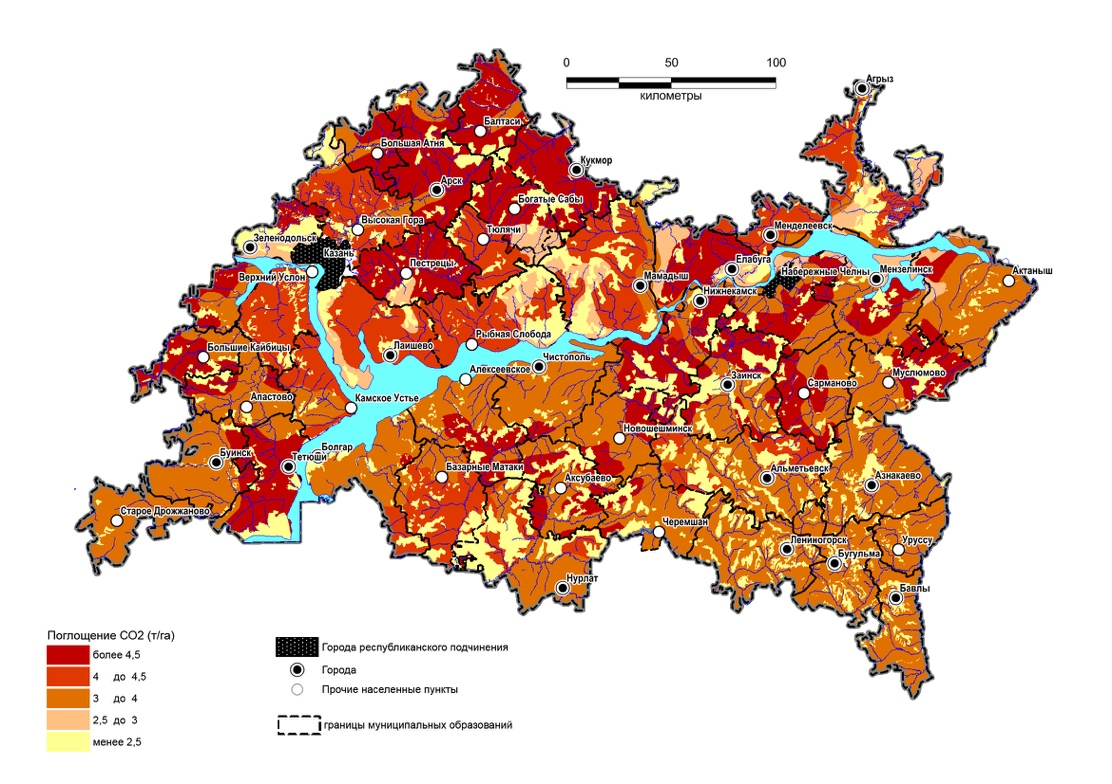 0 50 100
километры
Агрыз
Балтаси
Большая Атня
Кукмор
Арск
Богатые Сабы
Высокая Гора
Тюлячи
Менделеевск
Зеленодольск
Казань
Елабуга
Пестрецы
Набережные Челны
Мензелинск
Актаныш
Верхний Услон
Мамадыш
Нижнекамск
Рыбная Слобода
Большие Кайбицы
Лаишево
Чистополь
Алексеевское
Заинск
Муслюмово
Сарманово
Апастово
Камское Устье
Новошешминск
Болгар
Буинск
Тетюши
Базарные Матаки
Альметьевск
Аксубаево
Азнакаево
Старое Дрожжаново
Черемшан
Лениногорск
Уруссу
Бугульма
Нурлат
Бавлы
Поглощение СО2 (т/га)
более 4,5
4 до 4,5
3 до 4
2,5 до 3
менее 2,5
Города республиканского подчинения
Города
Прочие населенные пункты
границы муниципальных образований